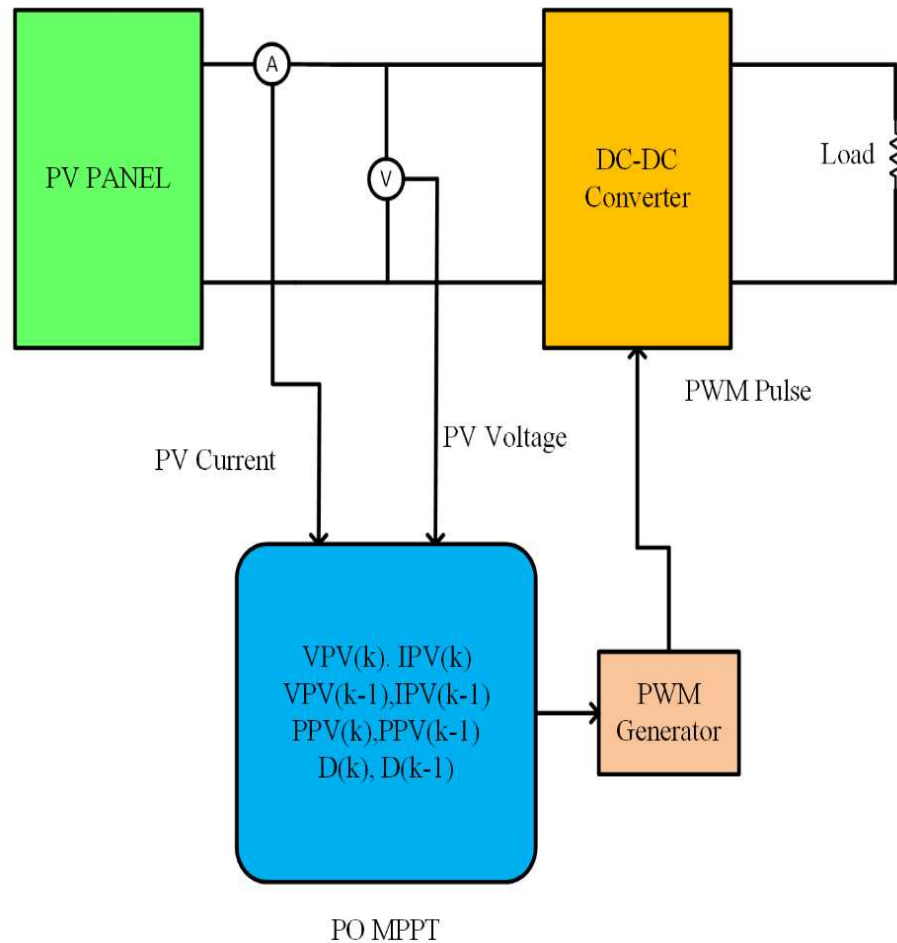 A
PV PANEL
V
DC-DC
Converter
Load
PWM Pulse
PV Voltage
PV Current
VPV(k). IPV(k)
VPV(k-1),IPV(k-1)
PPV(k),PPV(k-1)
D(k), D(k-1)
PWM
Generator
PO MPPT